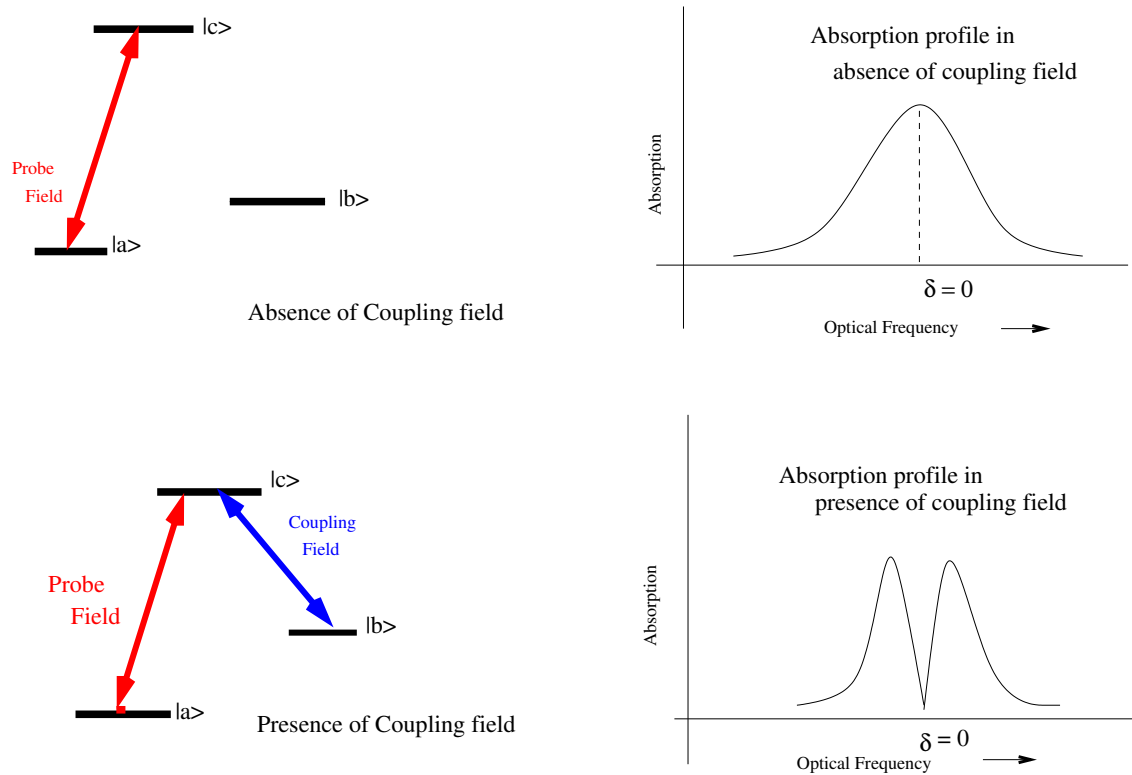 |c>
Probe
Field
|b>
|a>
Absence of Coupling field
Absorption profile in
absence of coupling field
Absorption
δ = 0
Optical Frequency
|c>
Coupling
Field
Probe
Field
|b>
|a>
Presence of Coupling field
Absorption profile in
presence of coupling field
Absorption
δ = 0
Optical Frequency